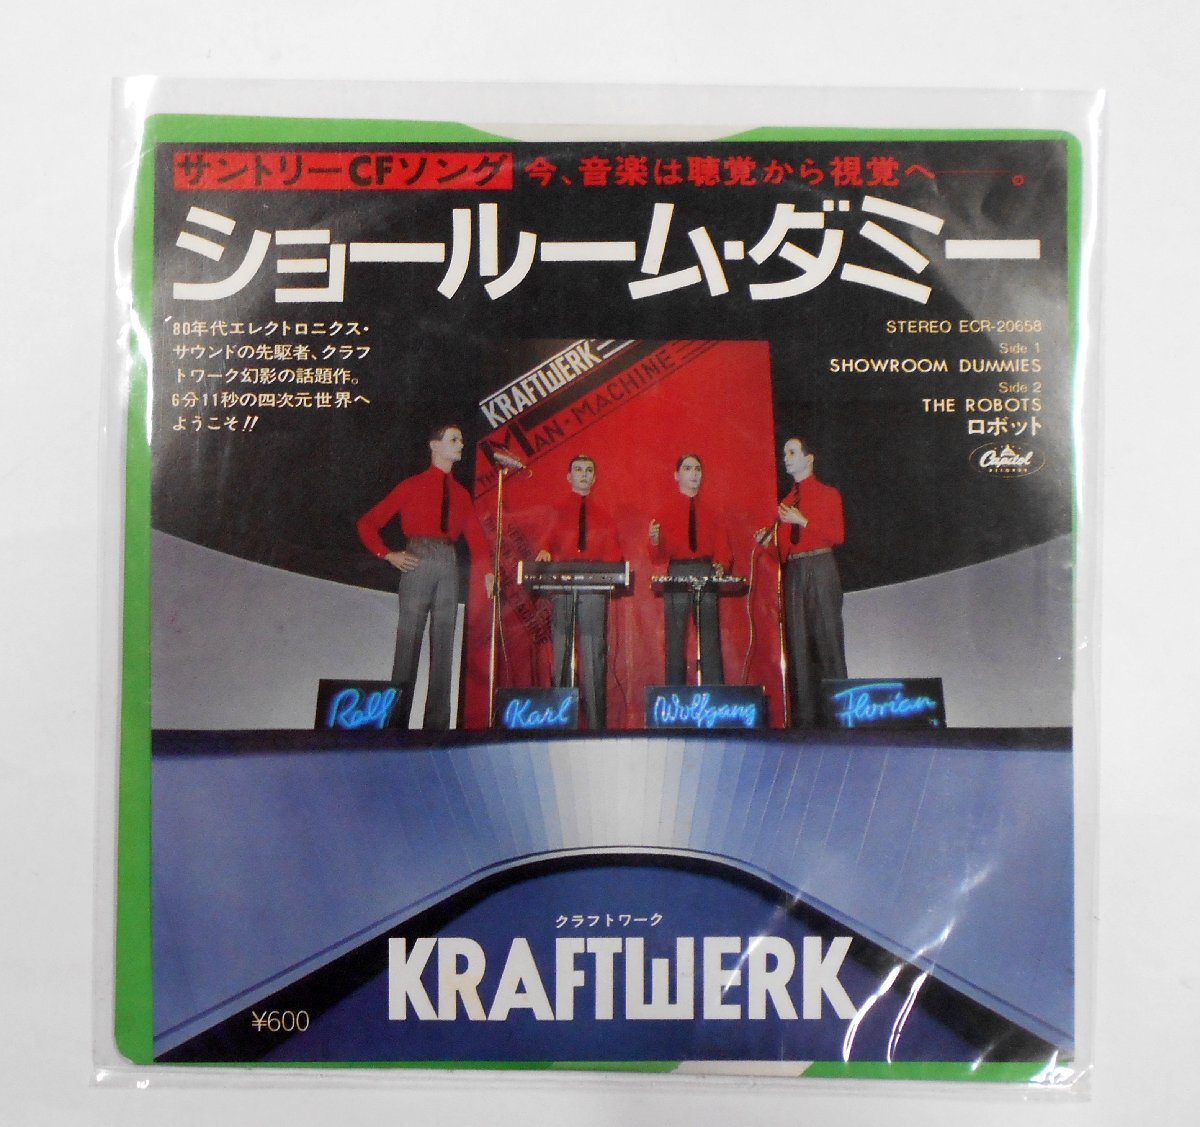 サントリーCFソング 今、音楽は聴覚から視覚へ──。
ショールーム・ダミー
'80年代エレクトロニクス・
サウンドの先駆者、クラフ
トワーク幻影の話題作。
6分11秒の四次元世界へ
ようこそ!!
STEREO ECR-20658
Side 1
SHOWROOM DUMMIES
Side 2
THE ROBOTS
ロボット
Capitol
RECORDS
KRAFTWERK
MAN・MACHINE
Ralf
Karl
Wolfgang
Florian
クラフトワーク
KRAFTWERK
¥600